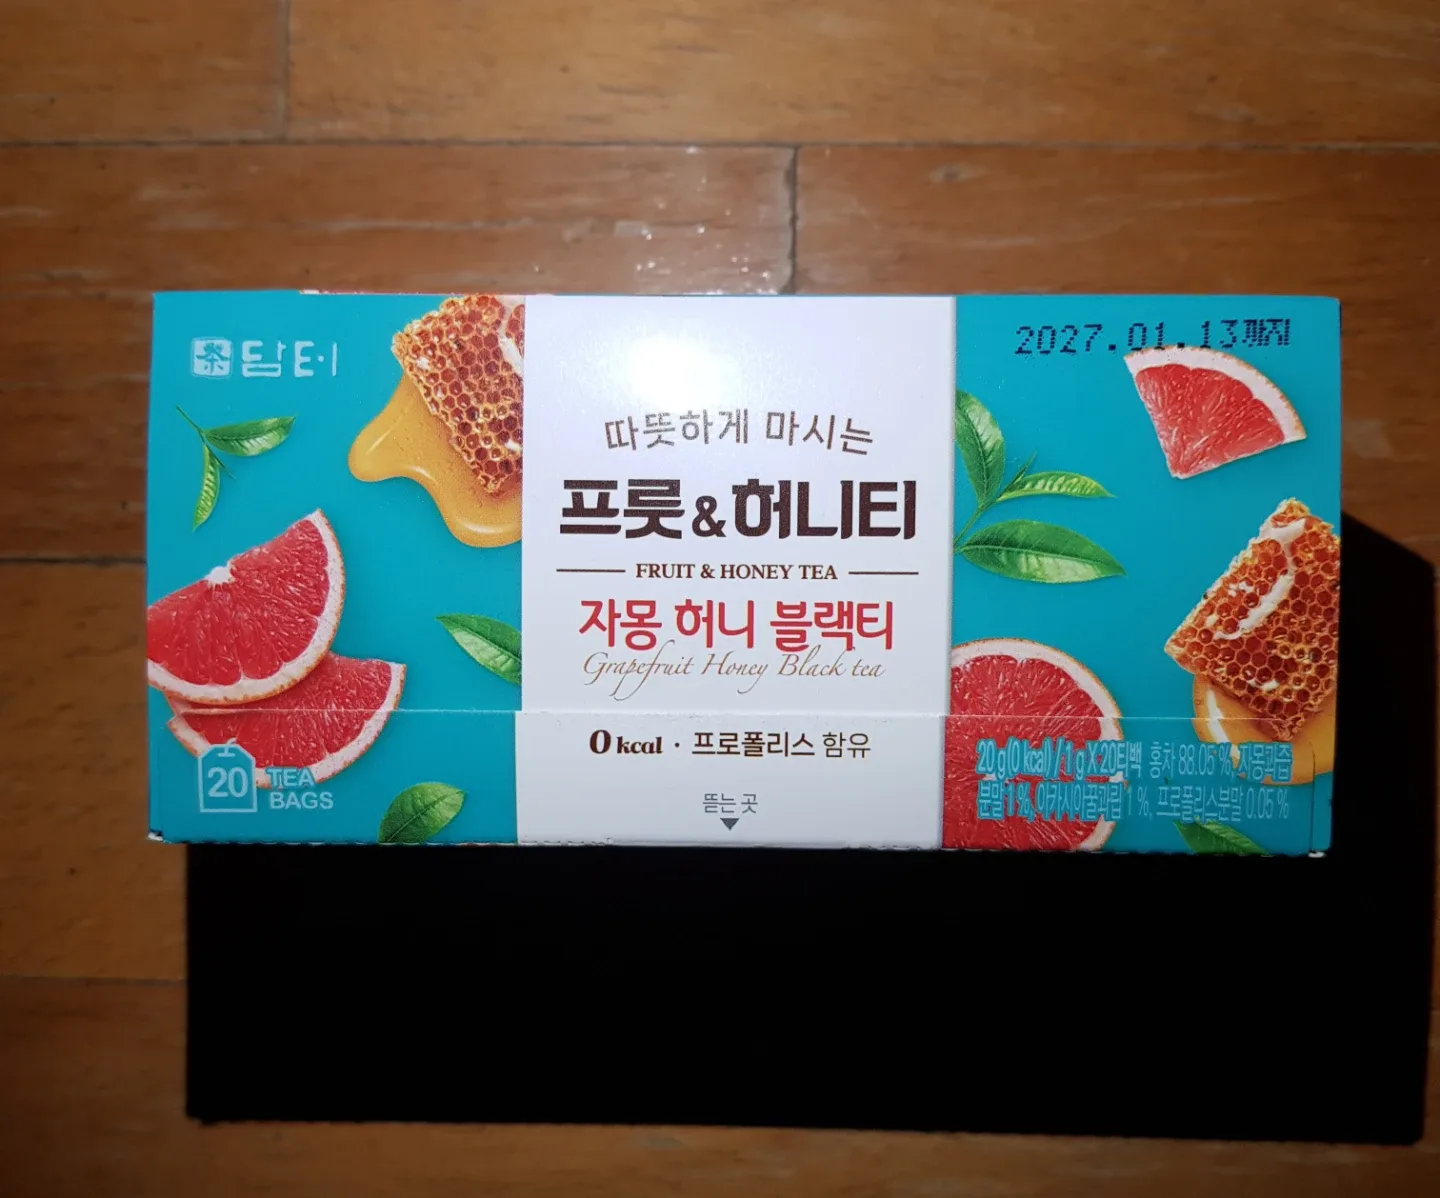 茶 담터
2027.01.13까지
따뜻하게 마시는
프룻&허니티
FRUIT & HONEY TEA
자몽 허니 블랙티
Grapefruit Honey Black tea
0 kcal · 프로폴리스 함유
뜯는 곳
20 TEA BAGS
20 g(0 kcal) / 1 g X 20티백 홍차 88.05 %, 자몽과즙
분말 1 %, 아카시아꿀과립 1 %, 프로폴리스분말 0.05 %